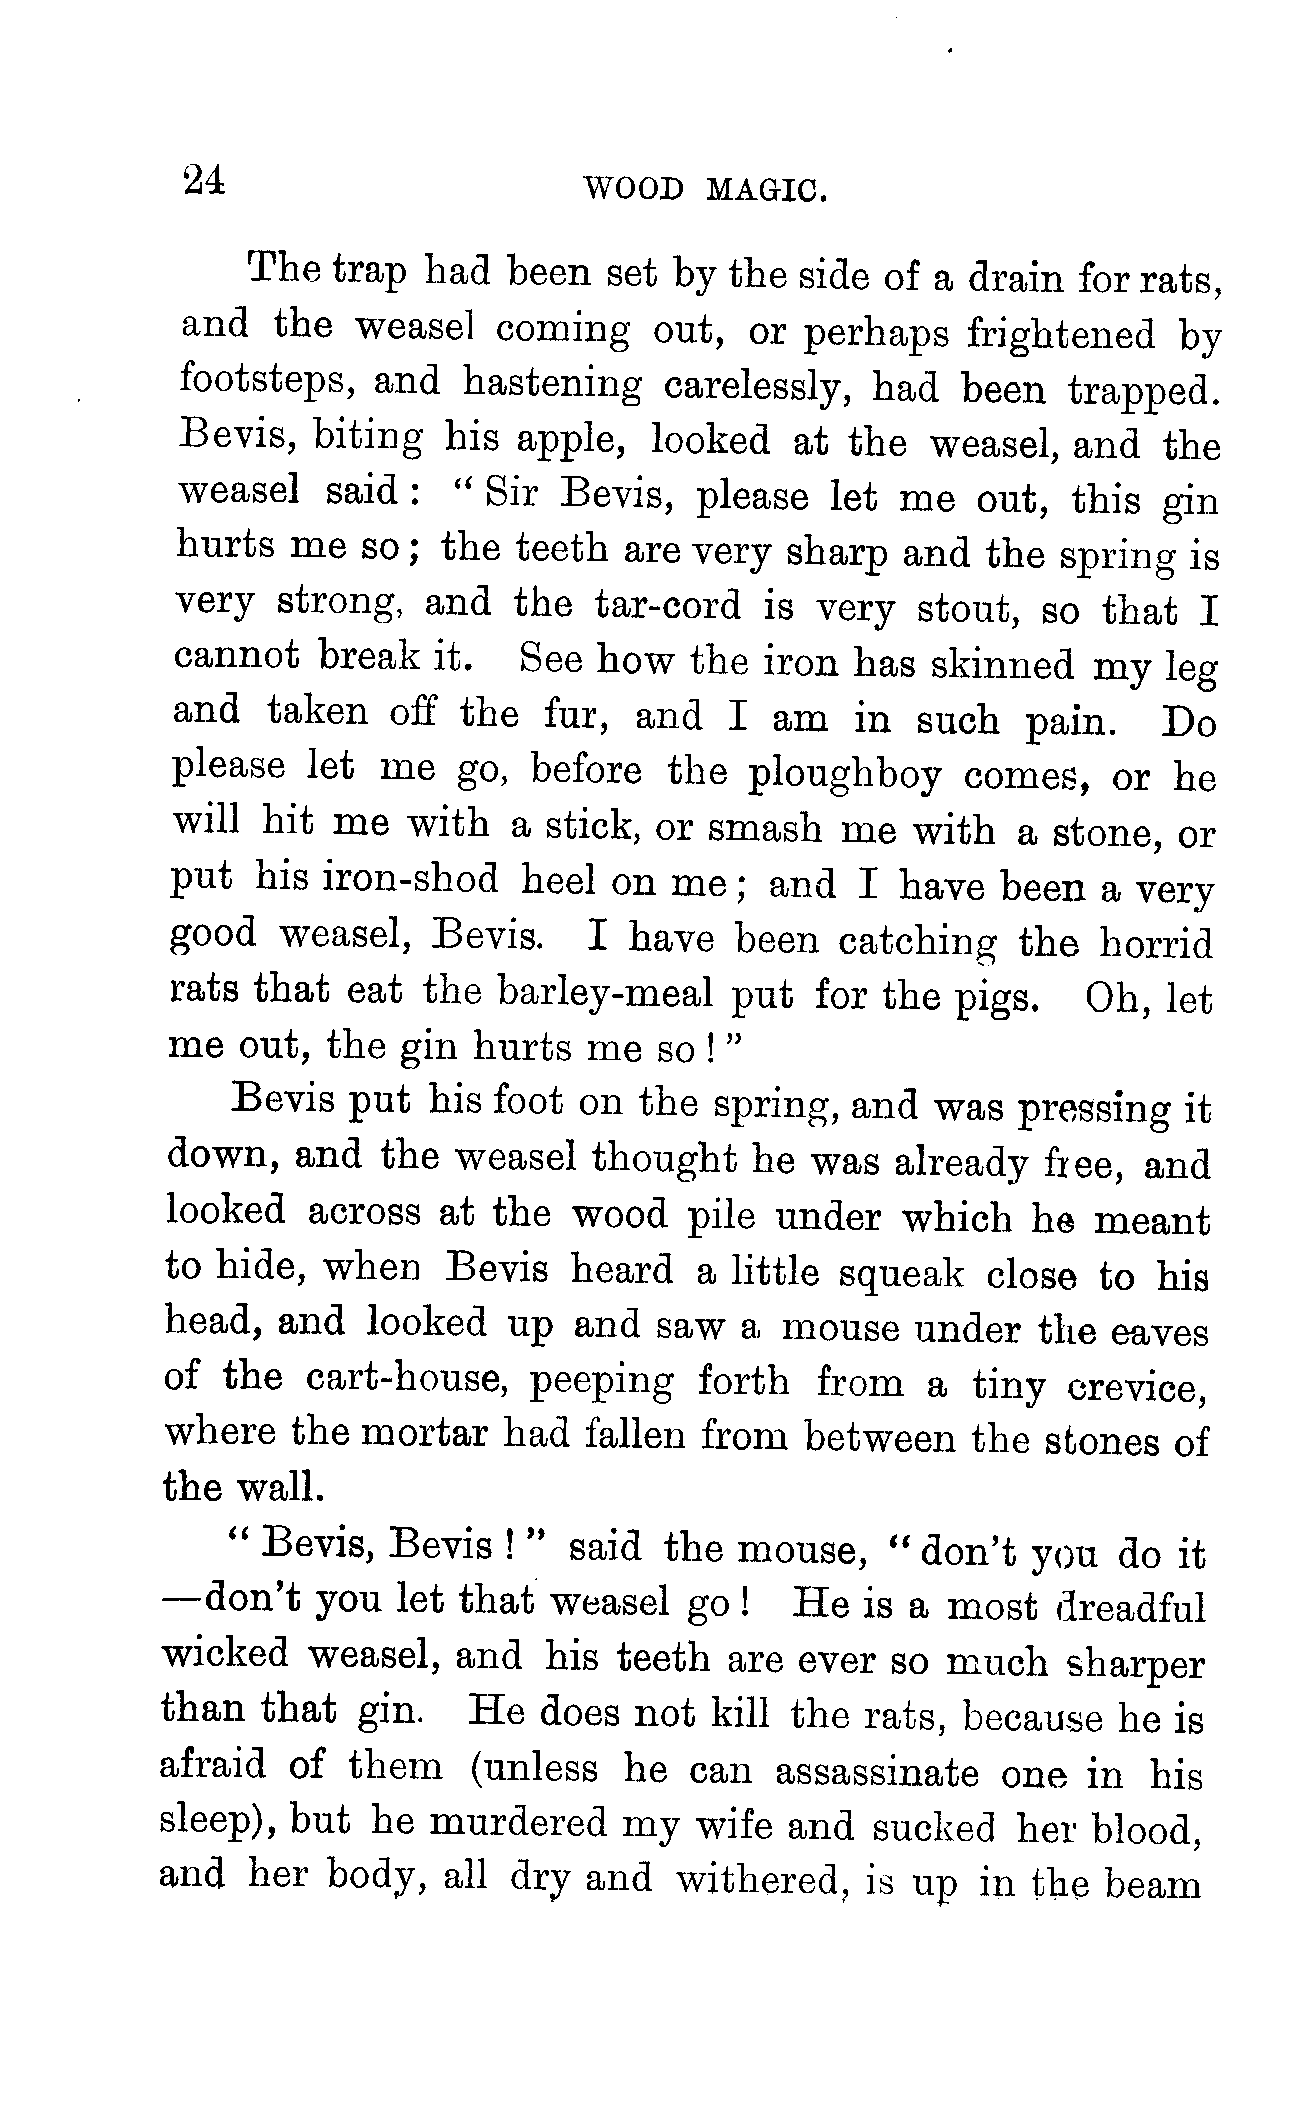 24 WOOD MAGIC.
The trap had been set by the side of a drain for rats,
and the weasel coming out, or perhaps frightened by
footsteps, and hastening carelessly, had been trapped.
Bevis, biting his apple, looked at the weasel, and the
weasel said: “Sir Bevis, please let me out, this gin
hurts me so; the teeth are very sharp and the spring is
very strong, and the tar-cord is very stout, so that I
cannot break it. See how the iron has skinned my leg
and taken off the fur, and I am in such pain. Do
please let me go, before the ploughboy comes, or he
will hit me with a stick, or smash me with a stone, or
put his iron-shod heel on me; and I have been a very
good weasel, Bevis. I have been catching the horrid
rats that eat the barley-meal put for the pigs. Oh, let
me out, the gin hurts me so!”
Bevis put his foot on the spring, and was pressing it
down, and the weasel thought he was already free, and
looked across at the wood pile under which he meant
to hide, when Bevis heard a little squeak close to his
head, and looked up and saw a mouse under the eaves
of the cart-house, peeping forth from a tiny crevice,
where the mortar had fallen from between the stones of
the wall.
“Bevis, Bevis!” said the mouse, “don't you do it
—don't you let that weasel go! He is a most dreadful
wicked weasel, and his teeth are ever so much sharper
than that gin. He does not kill the rats, because he is
afraid of them (unless he can assassinate one in his
sleep), but he murdered my wife and sucked her blood,
and her body, all dry and withered, is up in the beam